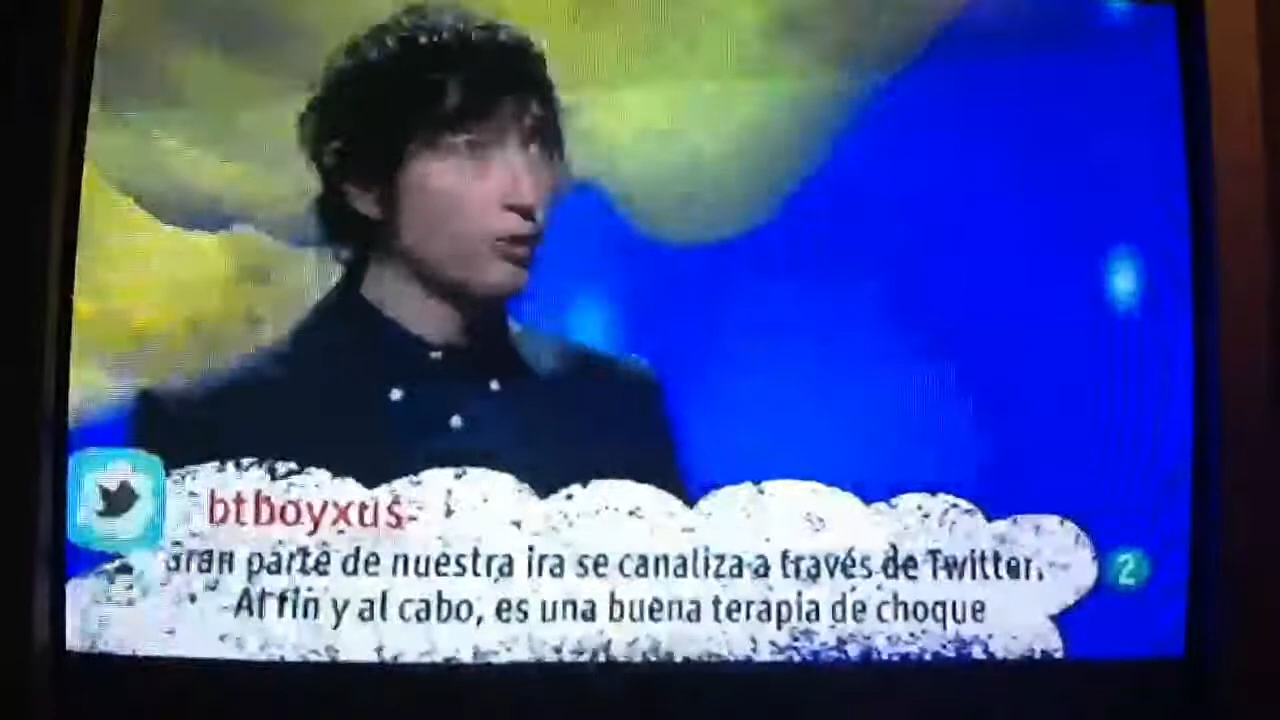 btboyxus
Gran parte de nuestra ira se canaliza a través de Twitter.
Al fin y al cabo, es una buena terapia de choque
2